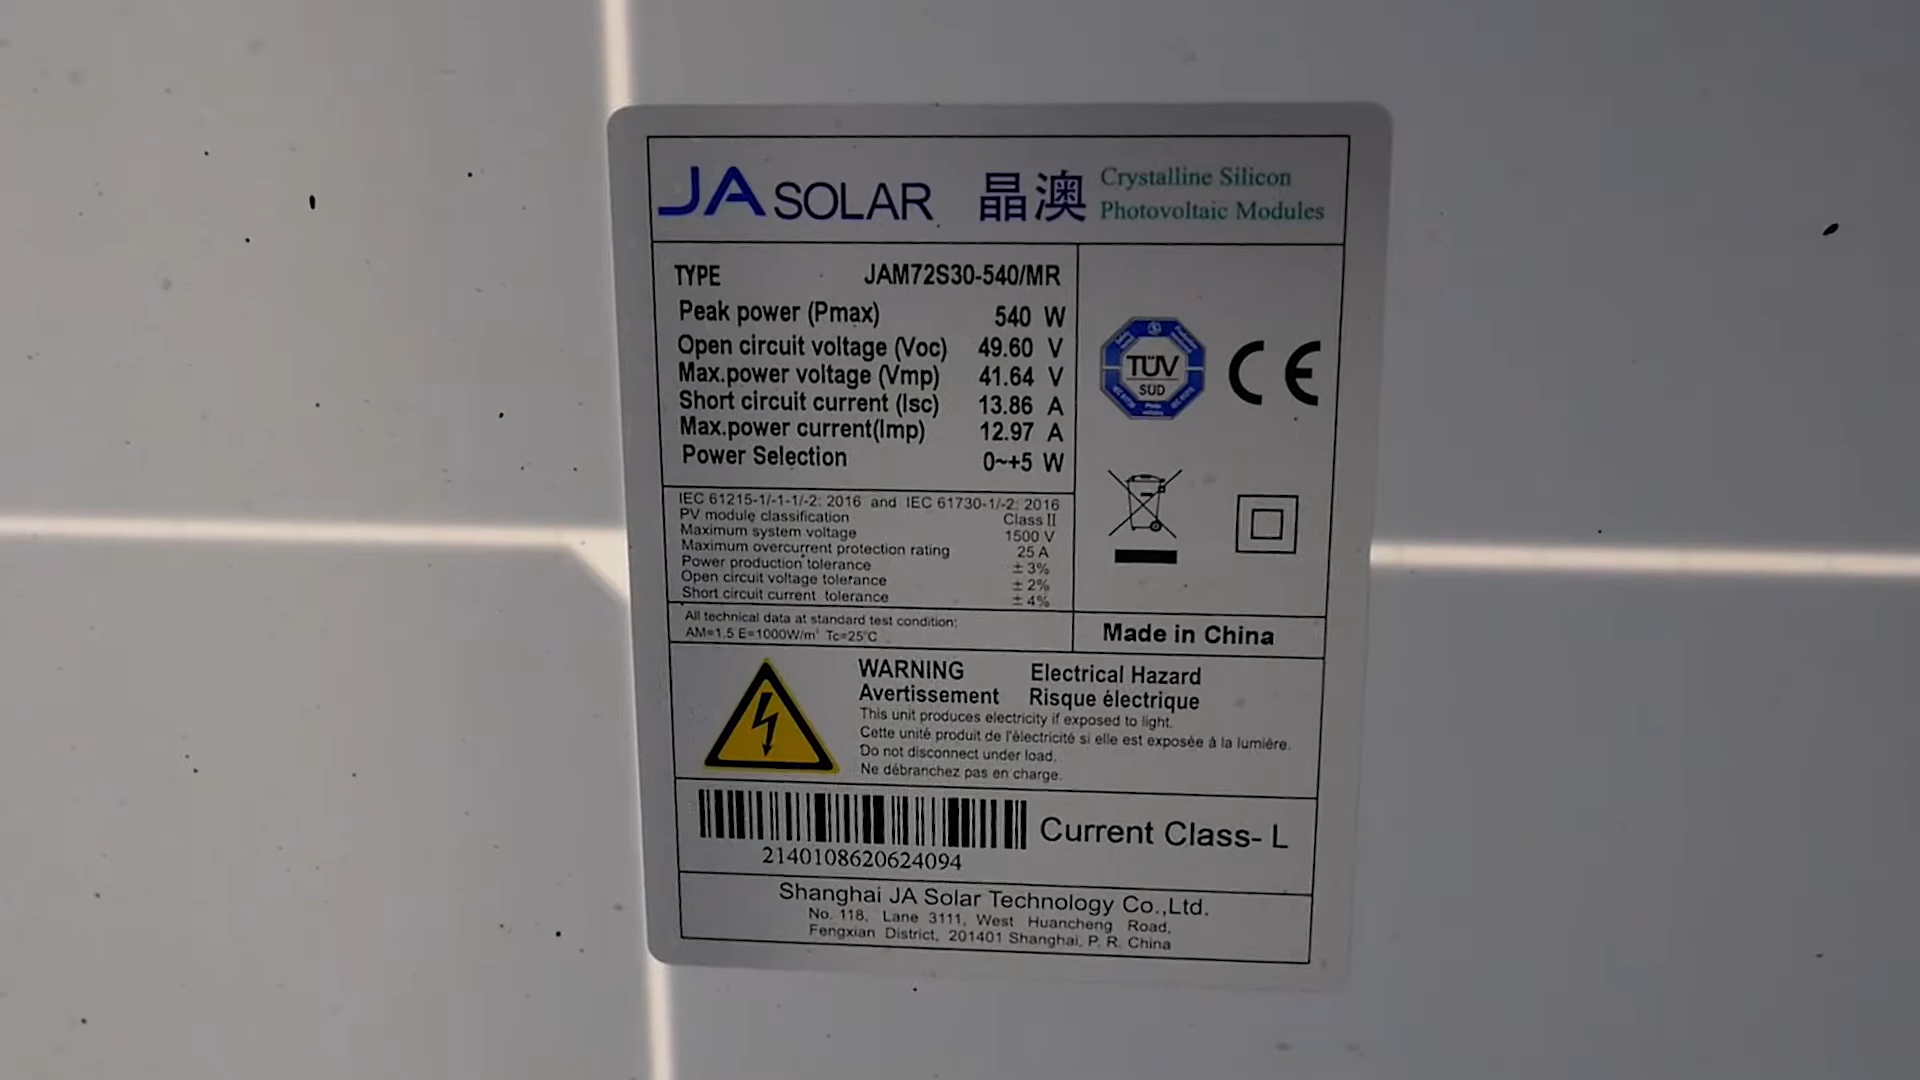 JA SOLAR 晶澳 Crystalline Silicon
Photovoltaic Modules
TYPE JAM72S30-540/MR
Peak power (Pmax) 540 W
Open circuit voltage (Voc) 49.60 V
Max.power voltage (Vmp) 41.64 V
Short circuit current (Isc) 13.86 A
Max.power current(Imp) 12.97 A
Power Selection 0~+5 W
TÜV
SÜD
CE
IEC 61215-1/-1-1/-2: 2016 and IEC 61730-1/-2: 2016
PV module classification Class II
Maximum system voltage 1500 V
Maximum overcurrent protection rating 25 A
Power production tolerance ±3%
Open circuit voltage tolerance ±2%
Short circuit current tolerance ±4%
All technical data at standard test condition:
AM=1.5 E=1000W/m² Tc=25°C
Made in China
WARNING Electrical Hazard
Avertissement Risque électrique
This unit produces electricity if exposed to light.
Cette unité produit de l'électricité si elle est exposée à la lumière.
Do not disconnect under load.
Ne débranchez pas en charge.
Current Class- L
2140108620624094
Shanghai JA Solar Technology Co.,Ltd.
No. 118, Lane 3111, West Huancheng Road,
Fengxian District, 201401 Shanghai, P. R. China